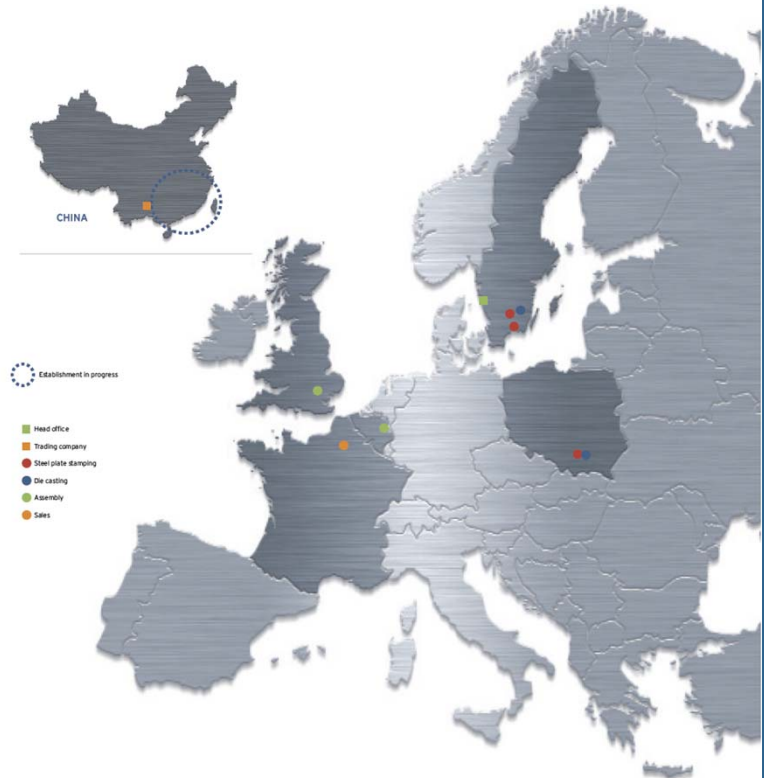 CHINA
Establishment in progress
Head office
Trading company
Steel plate stamping
Die casting
Assembly
Sales